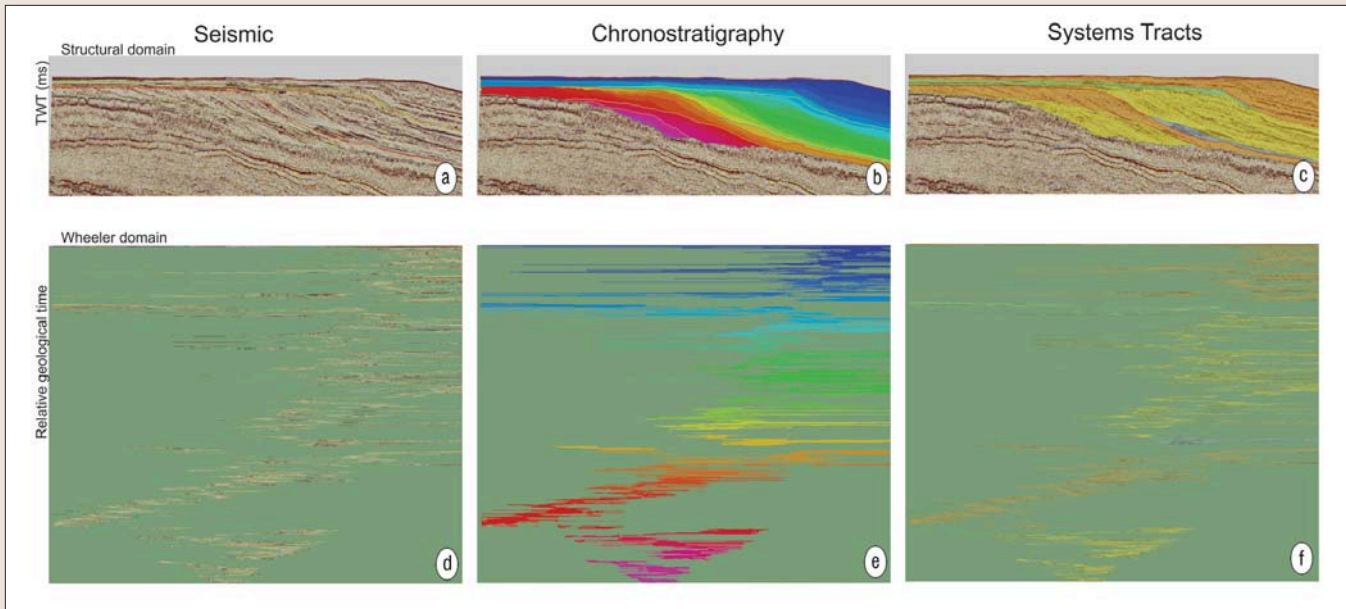 Seismic
Chronostratigraphy
Systems Tracts
Structural domain
TWT (ms)
a
b
c
Wheeler domain
Relative geological time
d
e
f